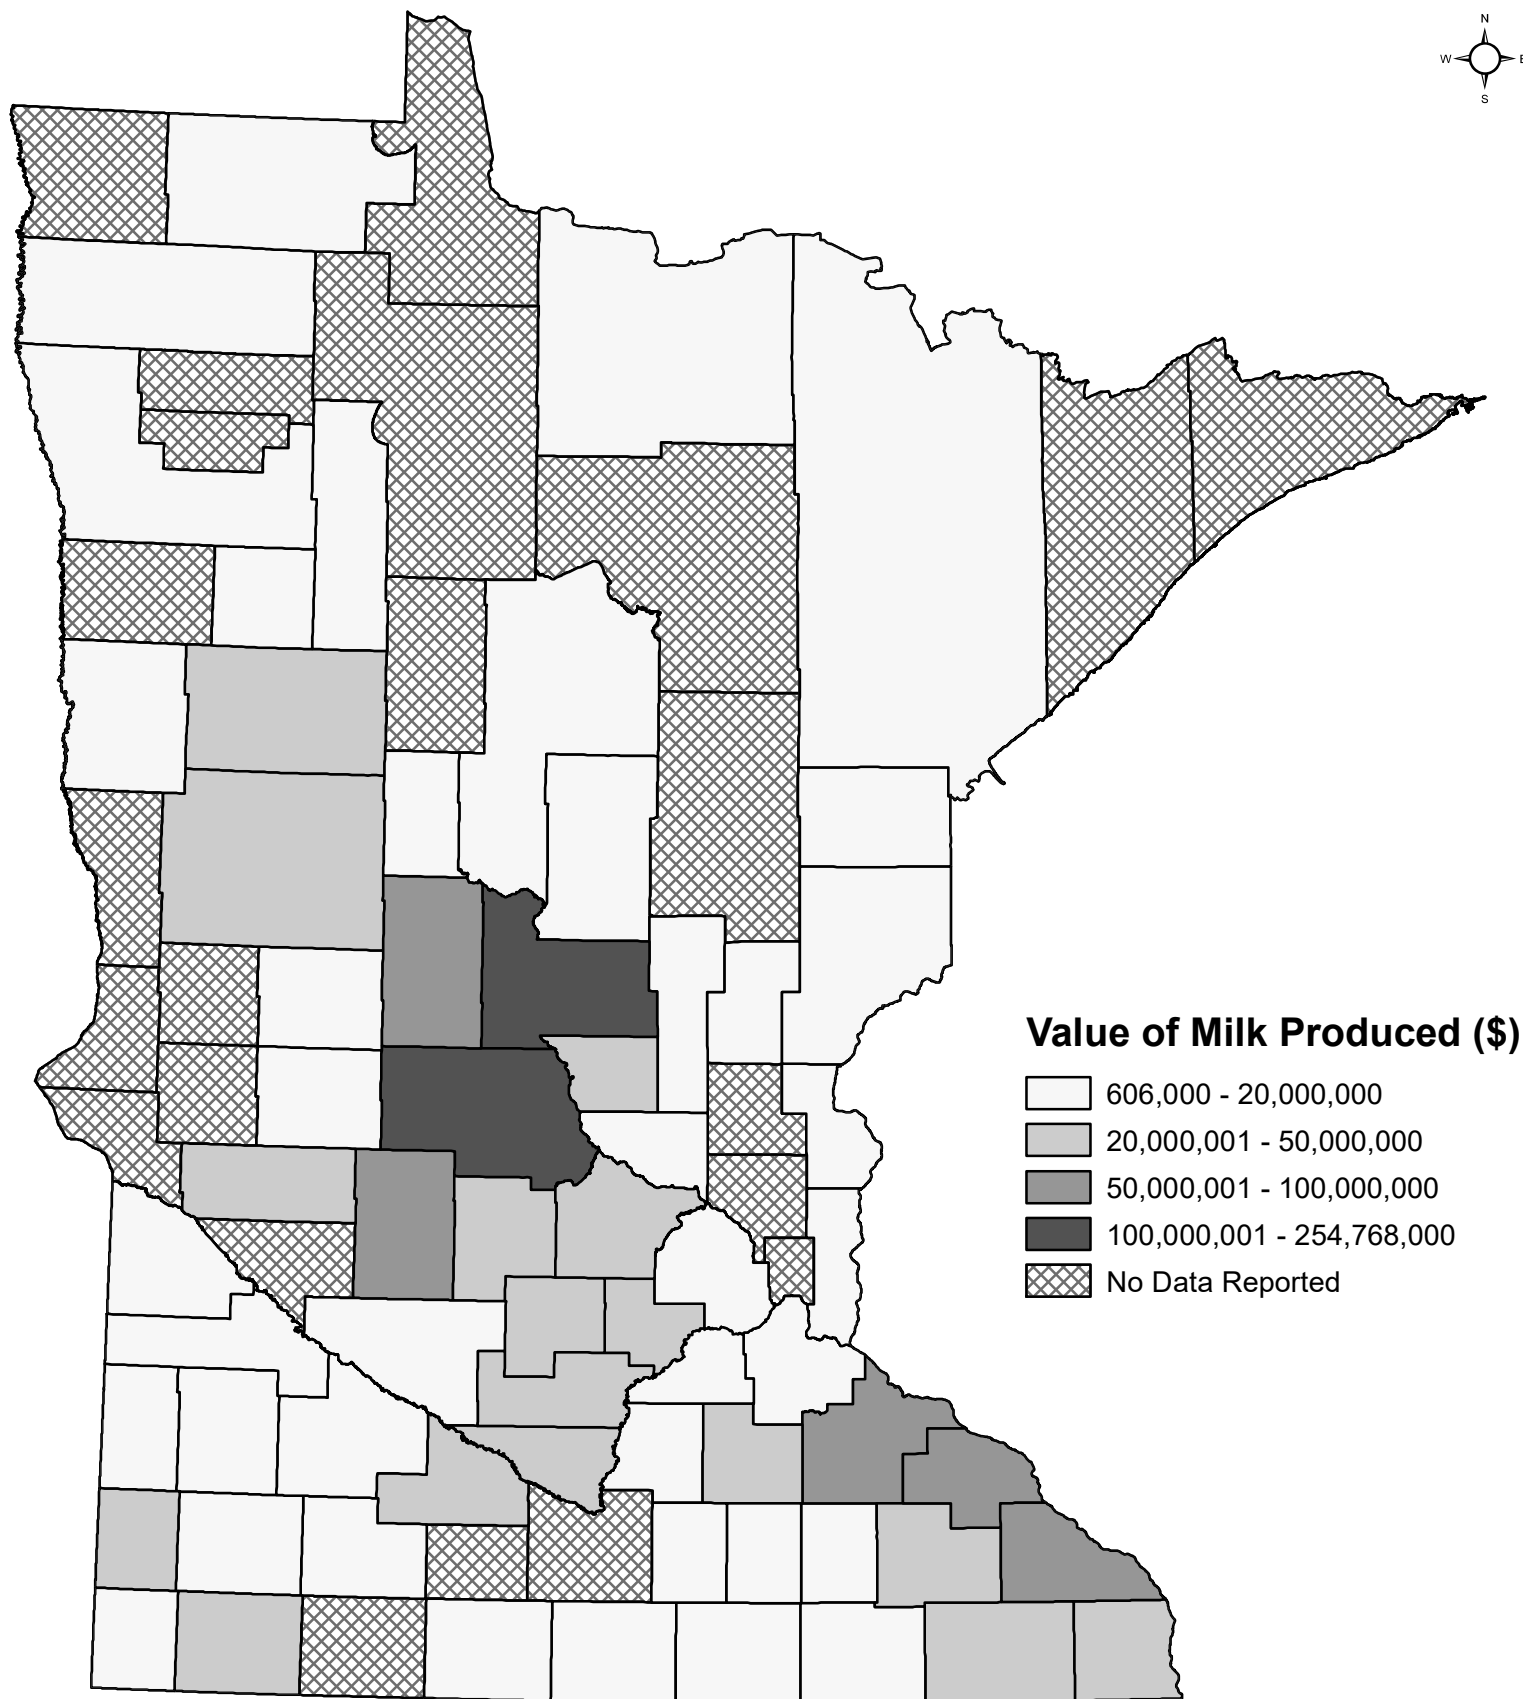 N
W E
S
Value of Milk Produced ($)
606,000 - 20,000,000
20,000,001 - 50,000,000
50,000,001 - 100,000,000
100,000,001 - 254,768,000
No Data Reported